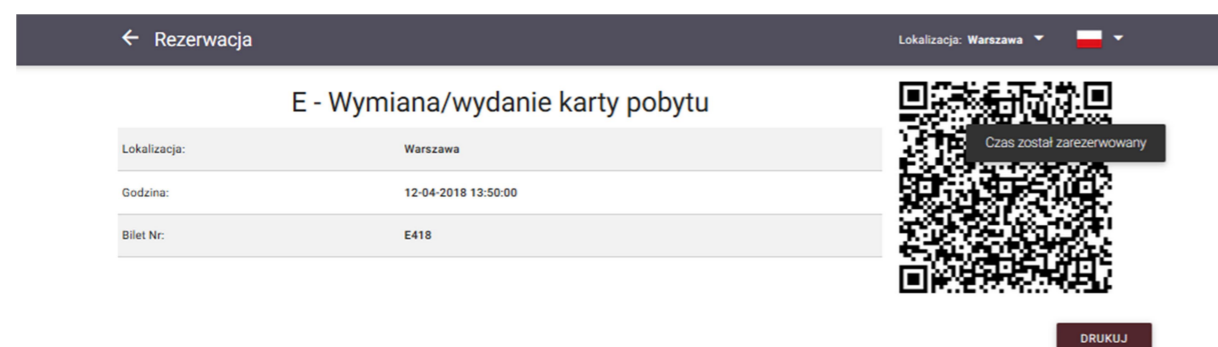 Rezerwacja
Lokalizacja: Warszawa
E - Wymiana/wydanie karty pobytu
Czas został zarezerwowany
Lokalizacja: Warszawa
Godzina: 12-04-2018 13:50:00
Bilet Nr: E418
DRUKUJ